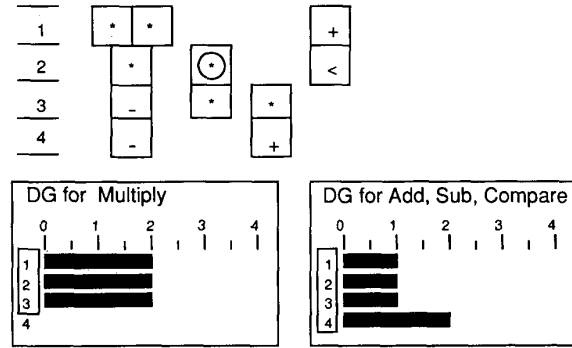 1 * * +
2 * * <
3 - * *
4 - +
DG for Multiply
0 1 2 3 4
1
2
3
4
DG for Add, Sub, Compare
0 1 2 3 4
1
2
3
4